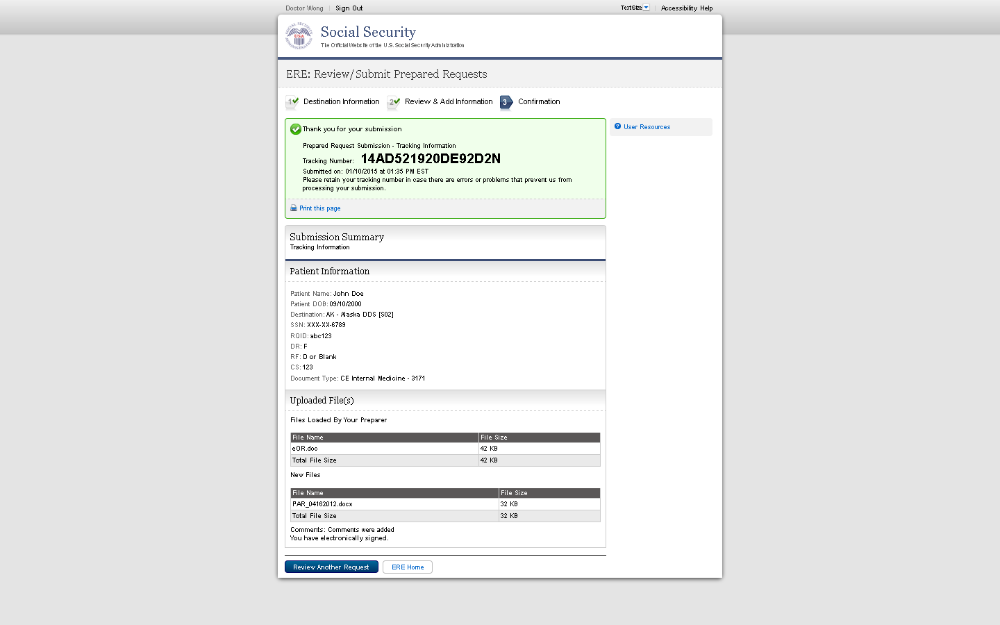 Doctor Wong
Sign Out
Text Size
Accessibility Help
SOCIAL SECURITY ADMINISTRATION
USA
Social Security
The Official Website of the U.S. Social Security Administration
ERE: Review/Submit Prepared Requests
1 Destination Information
2 Review & Add Information
3 Confirmation
Thank you for your submission
Prepared Request Submission - Tracking Information
Tracking Number: 14AD521920DE92D2N
Submitted on: 01/10/2015 at 01:35 PM EST
Please retain your tracking number in case there are errors or problems that prevent us from
processing your submission.
Print this page
User Resources
Submission Summary
Tracking Information
Patient Information
Patient Name: John Doe
Patient DOB: 09/10/2000
Destination: AK - Alaska DDS [S02]
SSN: XXX-XX-6789
RQID: abc123
DR: F
RF: D or Blank
CS: 123
Document Type: CE Internal Medicine - 3171
Uploaded File(s)
Files Loaded By Your Preparer
File Name File Size
eOR.doc 42 KB
Total File Size 42 KB
New Files
File Name File Size
PAR_04162012.docx 32 KB
Total File Size 32 KB
Comments: Comments were added
You have electronically signed.
Review Another Request
ERE Home